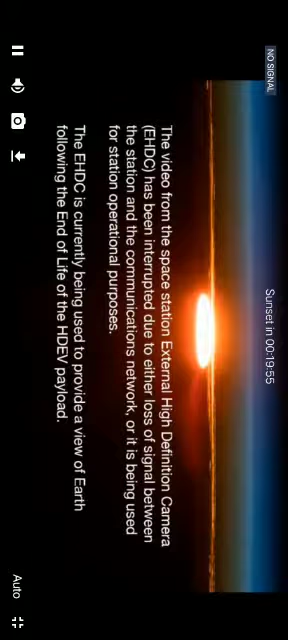 NO SIGNAL
Sunset in 00:19:55
The video from the space station External High Definition Camera
(EHDC) has been interrupted due to either loss of signal between
the station and the communications network, or it is being used
for station operational purposes.
The EHDC is currently being used to provide a view of Earth
following the End of Life of the HDEV payload.
Auto